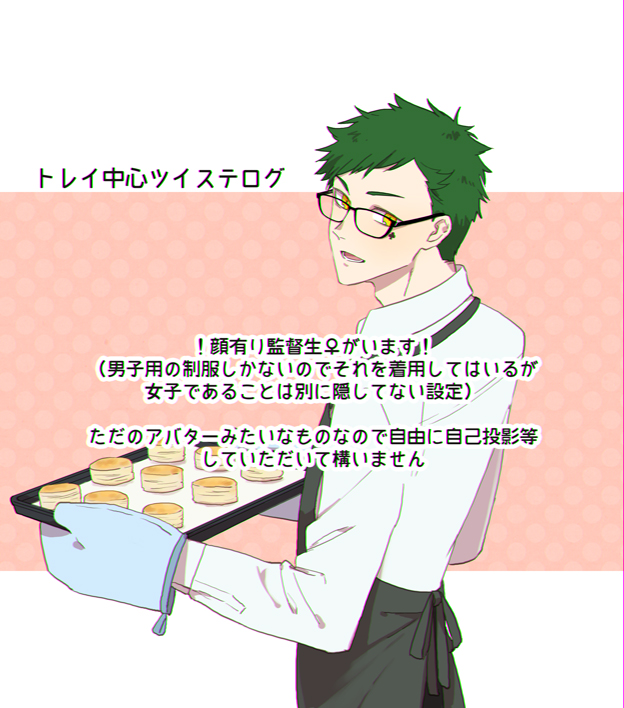 トレイ中心ツイステログ
！顔有り監督生♀がいます！
（男子用の制服しかないのでそれを着用してはいるが
女子であることは別に隠してない設定）
ただのアバターみたいなものなので自由に自己投影等
していただいて構いません